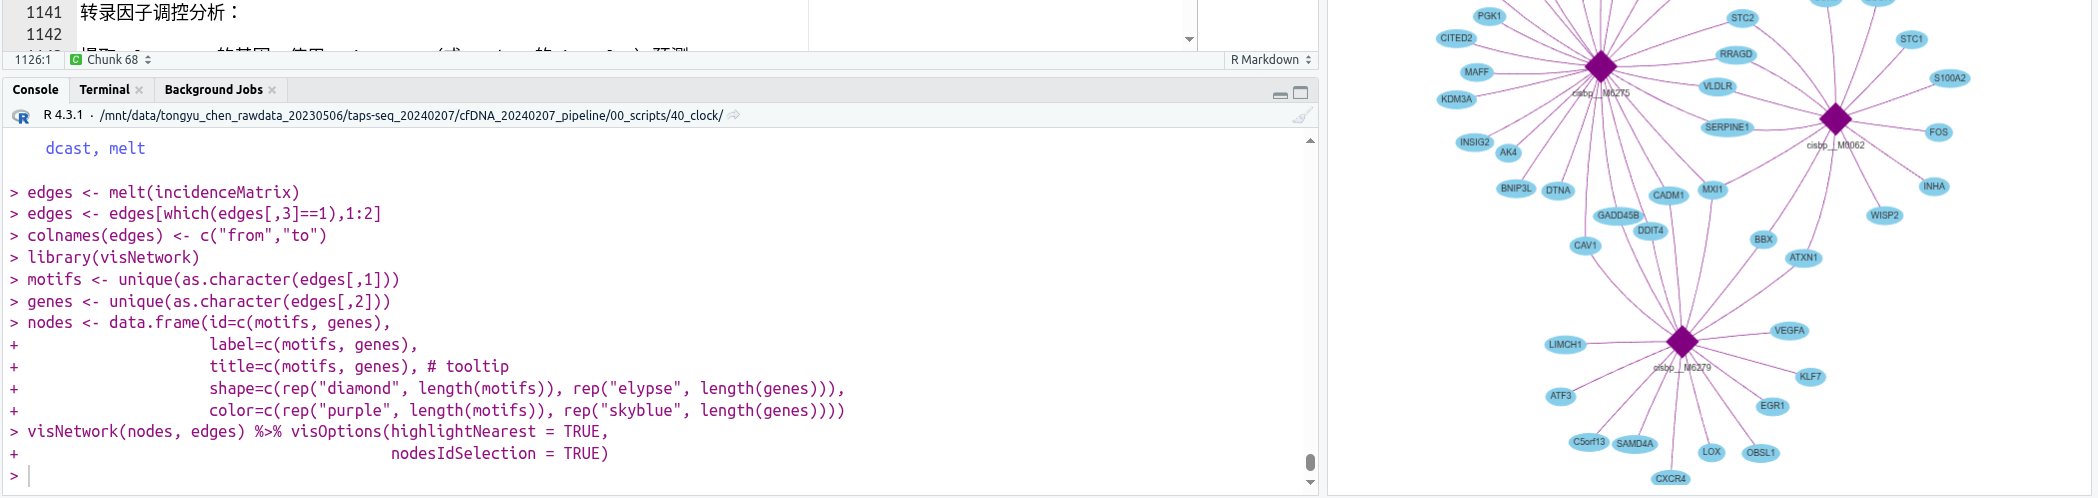 1141 转录因子调控分析：
1142
1126:1 C Chunk 68 R Markdown
Console Terminal Background Jobs
R R 4.3.1 · /mnt/data/tongyu_chen_rawdata_20230506/taps-seq_20240207/cfDNA_20240207_pipeline/00_scripts/40_clock/
dcast, melt
> edges <- melt(incidenceMatrix)
> edges <- edges[which(edges[,3]==1),1:2]
> colnames(edges) <- c("from","to")
> library(visNetwork)
> motifs <- unique(as.character(edges[,1]))
> genes <- unique(as.character(edges[,2]))
> nodes <- data.frame(id=c(motifs, genes),
+                     label=c(motifs, genes),
+                     title=c(motifs, genes), # tooltip
+                     shape=c(rep("diamond", length(motifs)), rep("elypse", length(genes))),
+                     color=c(rep("purple", length(motifs)), rep("skyblue", length(genes))))
> visNetwork(nodes, edges) %>% visOptions(highlightNearest = TRUE,
+                                         nodesIdSelection = TRUE)
>
PGK1
STC2
CITED2
STC1
RRAGD
MAFF
S100A2
VLDLR
cisbp__M6275
KDM3A
SERPINE1
FOS
INSIG2
cisbp__M0062
AK4
BNIP3L
DTNA
CADM1
MXI1
INHA
GADD45B
WISP2
DDIT4
BBX
CAV1
ATXN1
VEGFA
LIMCH1
cisbp__M6279
KLF7
ATF3
EGR1
C5orf13
SAMD4A
LOX
OBSL1
CXCR4